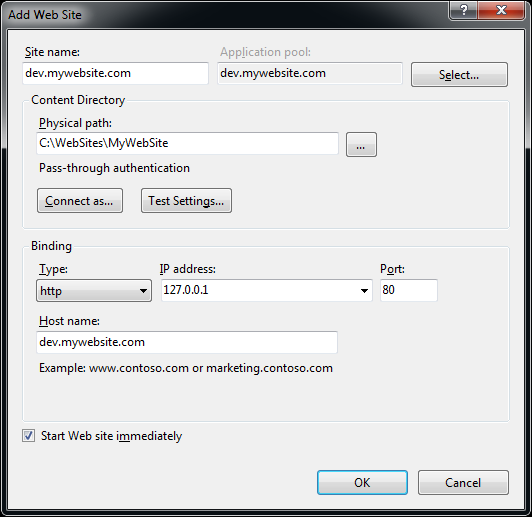 Add Web Site
Site name:
Application pool:
dev.mywebsite.com
dev.mywebsite.com
Select...
Content Directory
Physical path:
C:\WebSites\MyWebSite
...
Pass-through authentication
Connect as...
Test Settings...
Binding
Type:
IP address:
Port:
http
127.0.0.1
80
Host name:
dev.mywebsite.com
Example: www.contoso.com or marketing.contoso.com
Start Web site immediately
OK
Cancel